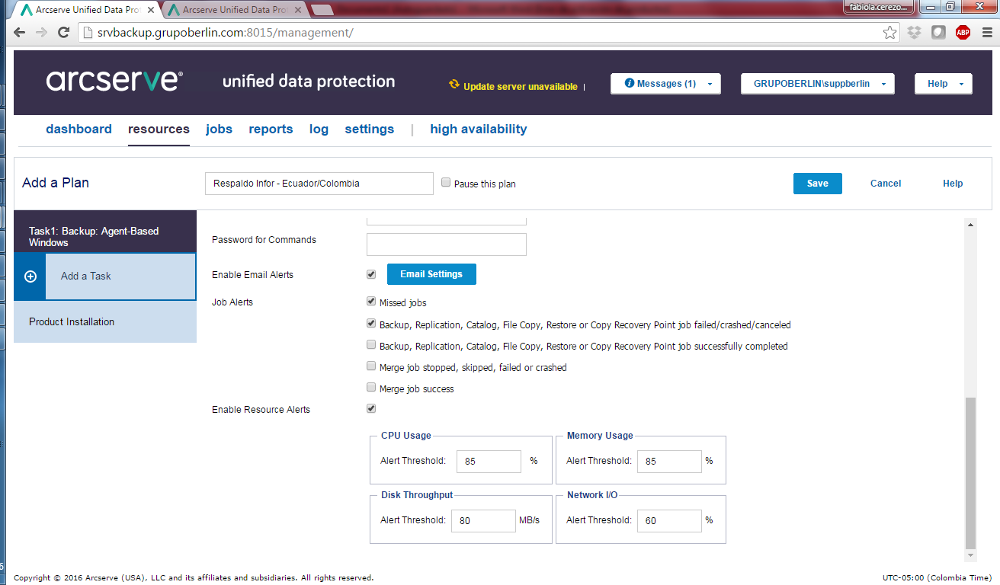 Arcserve Unified Data Prot
Arcserve Unified Data Pro
fabiola.cerezo...
srvbackup.grupoberlin.com:8015/management/
ABP
arcserve®
unified data protection
Update server unavailable |
Messages (1)
GRUPOBERLIN\suppberlin
Help
dashboard resources jobs reports log settings | high availability
Add a Plan
Respaldo Infor - Ecuador/Colombia
Pause this plan
Save
Cancel
Help
Task1: Backup: Agent-Based
Windows
Add a Task
Product Installation
Password for Commands
Enable Email Alerts
Email Settings
Job Alerts
Missed jobs
Backup, Replication, Catalog, File Copy, Restore or Copy Recovery Point job failed/crashed/canceled
Backup, Replication, Catalog, File Copy, Restore or Copy Recovery Point job successfully completed
Merge job stopped, skipped, failed or crashed
Merge job success
Enable Resource Alerts
CPU Usage
Alert Threshold: 85 %
Memory Usage
Alert Threshold: 85 %
Disk Throughput
Alert Threshold: 80 MB/s
Network I/O
Alert Threshold: 60 %
Copyright © 2016 Arcserve (USA), LLC and its affiliates and subsidiaries. All rights reserved.
UTC-05:00 (Colombia Time)